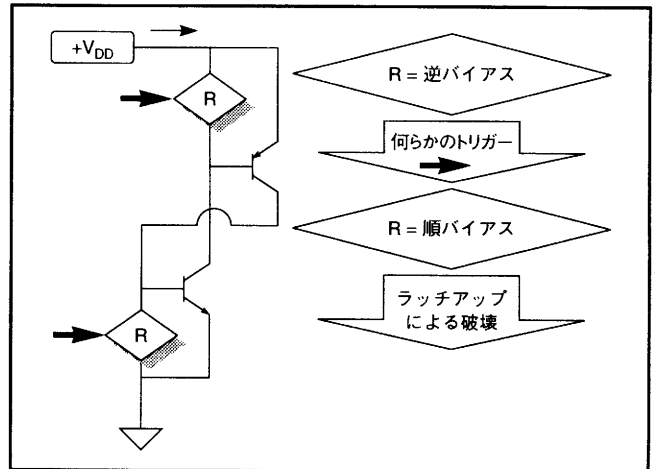 +VDD
R
R
R = 逆バイアス
何らかのトリガー
R = 順バイアス
ラッチアップ
による破壊